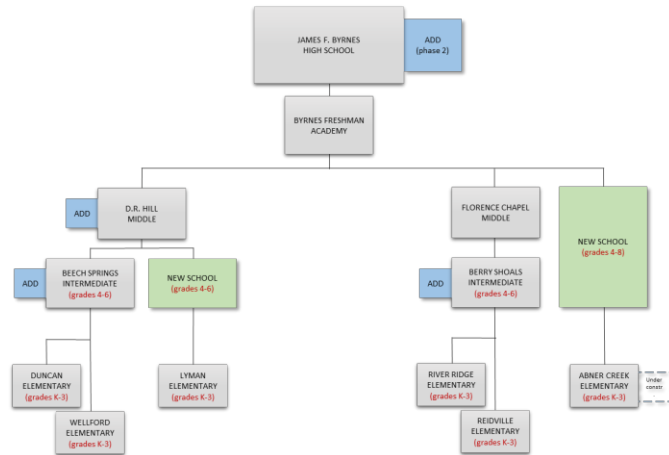 JAMES F. BYRNES
HIGH SCHOOL
ADD
(phase 2)
BYRNES FRESHMAN
ACADEMY
ADD
D.R. HILL
MIDDLE
FLORENCE CHAPEL
MIDDLE
NEW SCHOOL
(grades 4-8)
ADD
BEECH SPRINGS
INTERMEDIATE
(grades 4-6)
NEW SCHOOL
(grades 4-6)
ADD
BERRY SHOALS
INTERMEDIATE
(grades 4-6)
DUNCAN
ELEMENTARY
(grades K-3)
LYMAN
ELEMENTARY
(grades K-3)
RIVER RIDGE
ELEMENTARY
(grades K-3)
ABNER CREEK
ELEMENTARY
(grades K-3)
Under
constr
WELLFORD
ELEMENTARY
(grades K-3)
REIDVILLE
ELEMENTARY
(grades K-3)